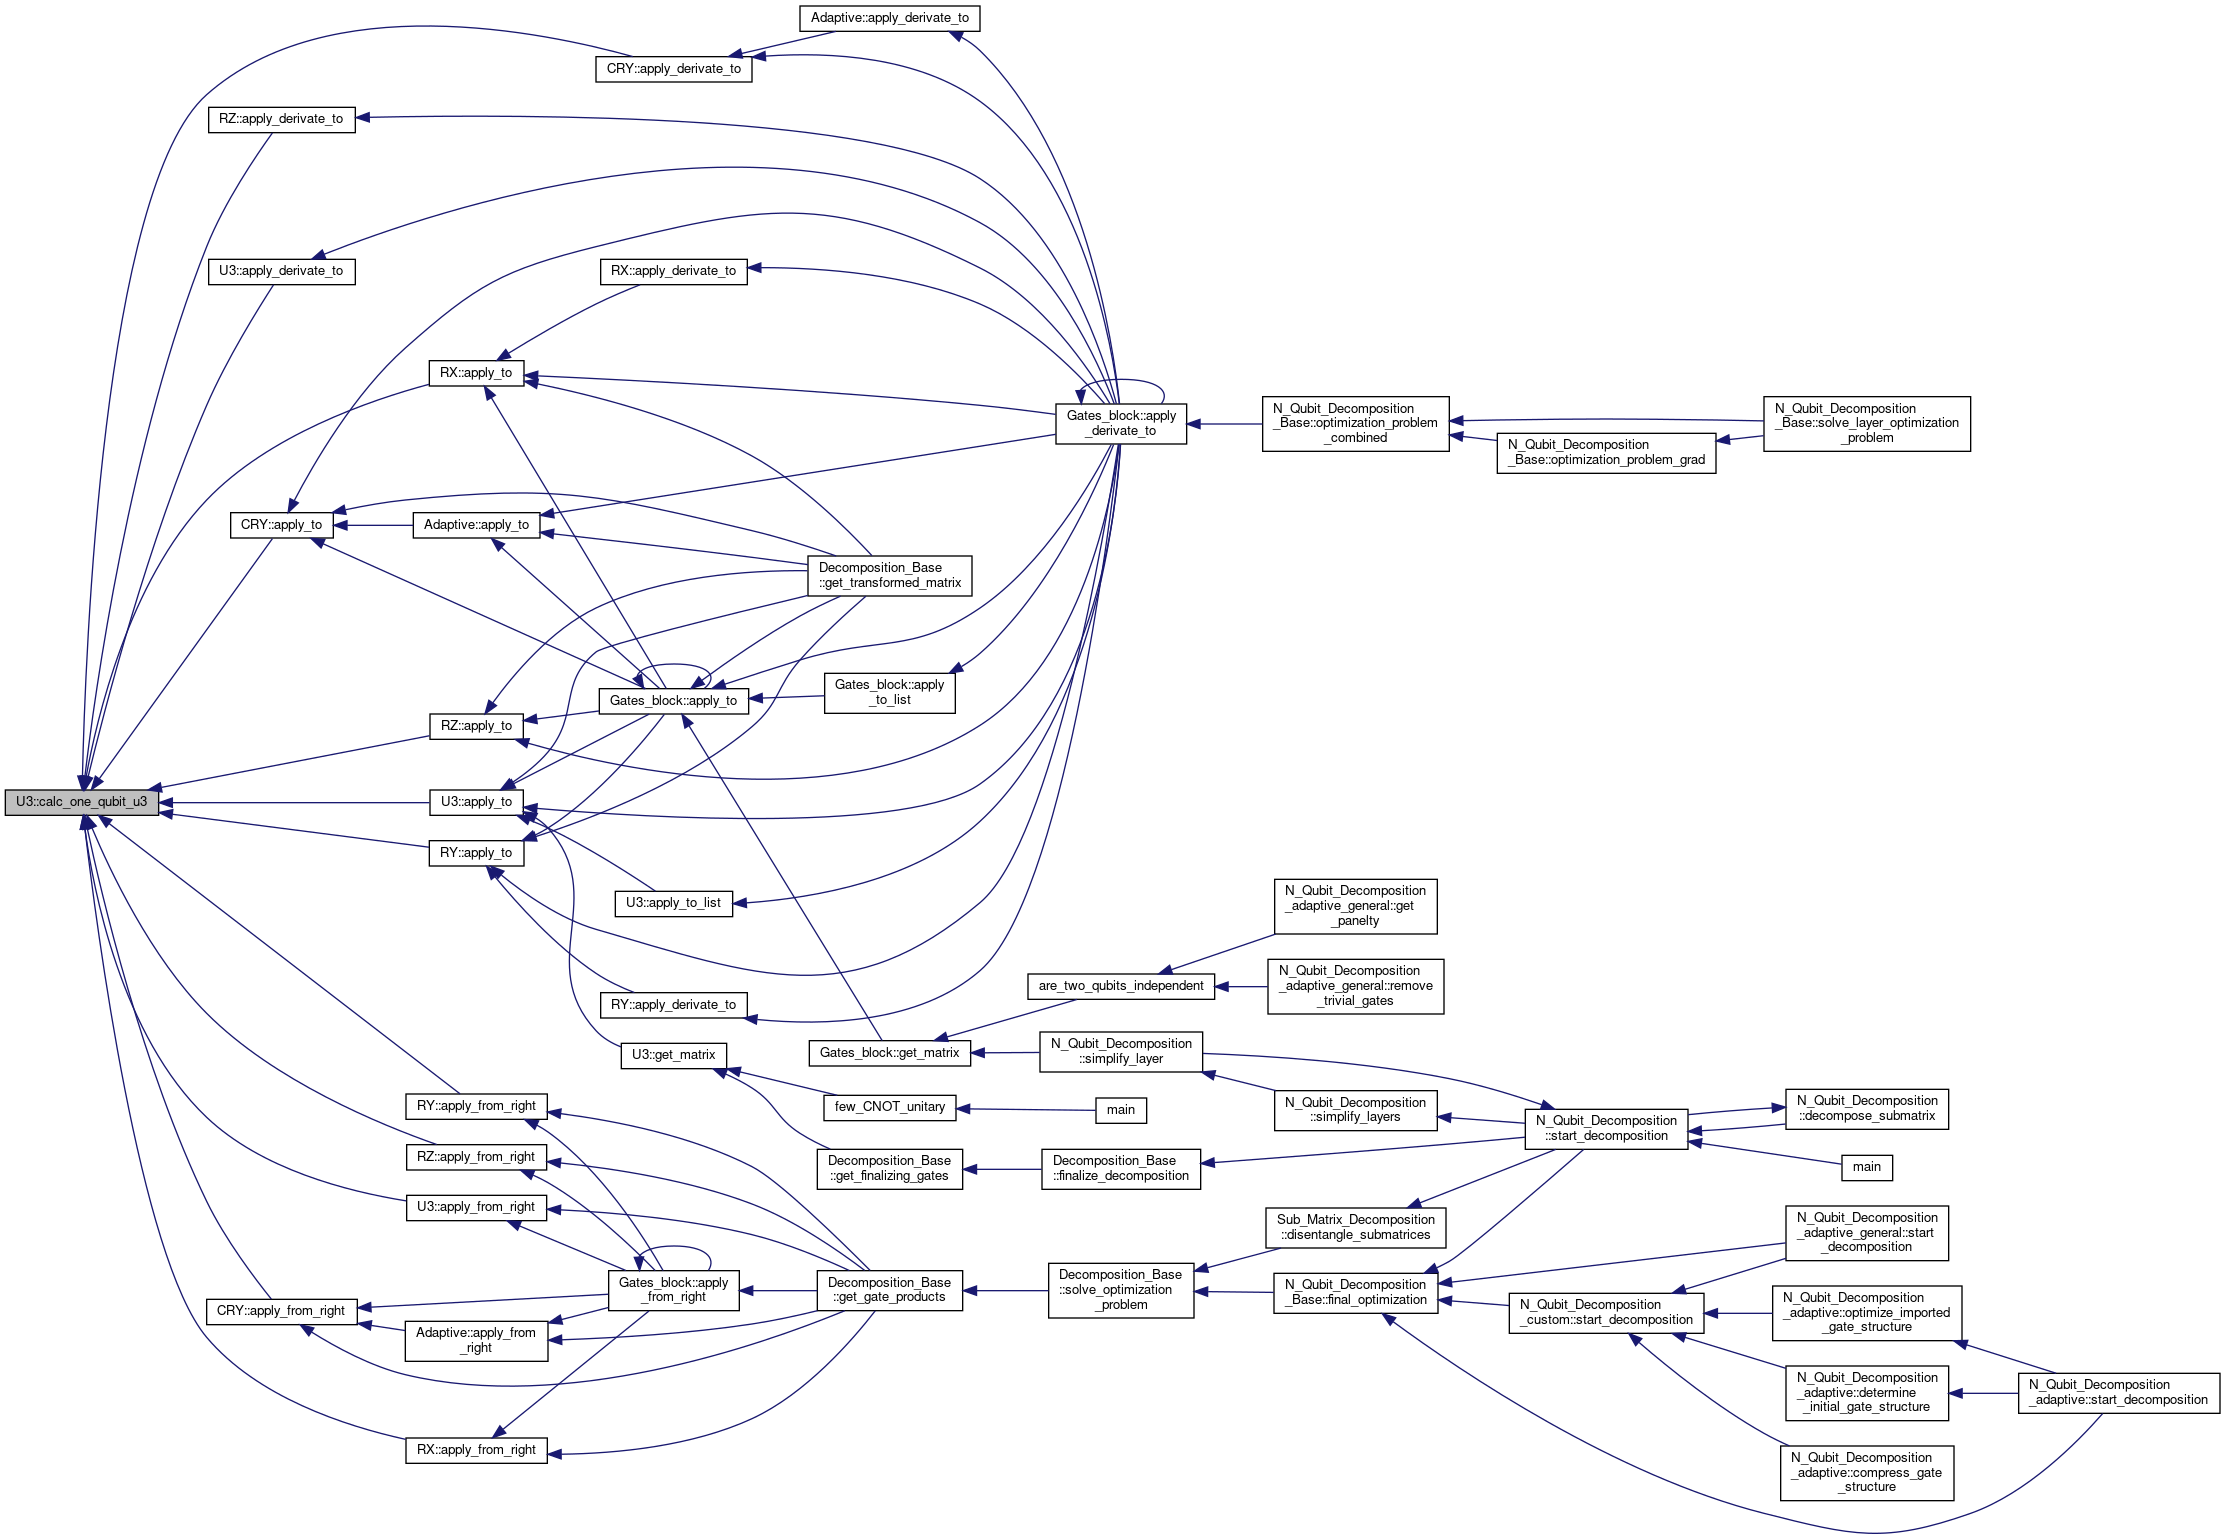 Adaptive::apply_derivate_to
CRY::apply_derivate_to
RZ::apply_derivate_to
U3::apply_derivate_to
RX::apply_derivate_to
RX::apply_to
Gates_block::apply
_derivate_to
N_Qubit_Decomposition
_Base::optimization_problem
_combined
N_Qubit_Decomposition
_Base::solve_layer_optimization
_problem
N_Qubit_Decomposition
_Base::optimization_problem_grad
CRY::apply_to
Adaptive::apply_to
Decomposition_Base
::get_transformed_matrix
Gates_block::apply_to
Gates_block::apply
_to_list
RZ::apply_to
U3::calc_one_qubit_u3
U3::apply_to
RY::apply_to
U3::apply_to_list
N_Qubit_Decomposition
_adaptive_general::get
_panelty
are_two_qubits_independent
N_Qubit_Decomposition
_adaptive_general::remove
_trivial_gates
RY::apply_derivate_to
U3::get_matrix
Gates_block::get_matrix
N_Qubit_Decomposition
::simplify_layer
few_CNOT_unitary
main
N_Qubit_Decomposition
::simplify_layers
N_Qubit_Decomposition
::start_decomposition
N_Qubit_Decomposition
::decompose_submatrix
RY::apply_from_right
RZ::apply_from_right
Decomposition_Base
::get_finalizing_gates
Decomposition_Base
::finalize_decomposition
main
U3::apply_from_right
Sub_Matrix_Decomposition
::disentangle_submatrices
N_Qubit_Decomposition
_adaptive_general::start
_decomposition
Gates_block::apply
_from_right
Decomposition_Base
::get_gate_products
Decomposition_Base
::solve_optimization
_problem
N_Qubit_Decomposition
_Base::final_optimization
CRY::apply_from_right
Adaptive::apply_from
_right
N_Qubit_Decomposition
_custom::start_decomposition
N_Qubit_Decomposition
_adaptive::optimize_imported
_gate_structure
N_Qubit_Decomposition
_adaptive::determine
_initial_gate_structure
N_Qubit_Decomposition
_adaptive::start_decomposition
RX::apply_from_right
N_Qubit_Decomposition
_adaptive::compress_gate
_structure